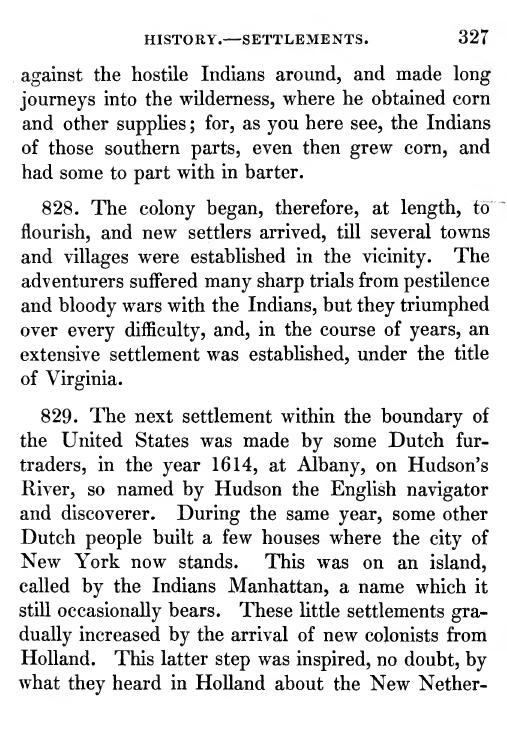 HISTORY.—SETTLEMENTS. 327
against the hostile Indians around, and made long
journeys into the wilderness, where he obtained corn
and other supplies; for, as you here see, the Indians
of those southern parts, even then grew corn, and
had some to part with in barter.
828. The colony began, therefore, at length, to
flourish, and new settlers arrived, till several towns
and villages were established in the vicinity. The
adventurers suffered many sharp trials from pestilence
and bloody wars with the Indians, but they triumphed
over every difficulty, and, in the course of years, an
extensive settlement was established, under the title
of Virginia.
829. The next settlement within the boundary of
the United States was made by some Dutch fur-
traders, in the year 1614, at Albany, on Hudson's
River, so named by Hudson the English navigator
and discoverer. During the same year, some other
Dutch people built a few houses where the city of
New York now stands. This was on an island,
called by the Indians Manhattan, a name which it
still occasionally bears. These little settlements gra-
dually increased by the arrival of new colonists from
Holland. This latter step was inspired, no doubt, by
what they heard in Holland about the New Nether-